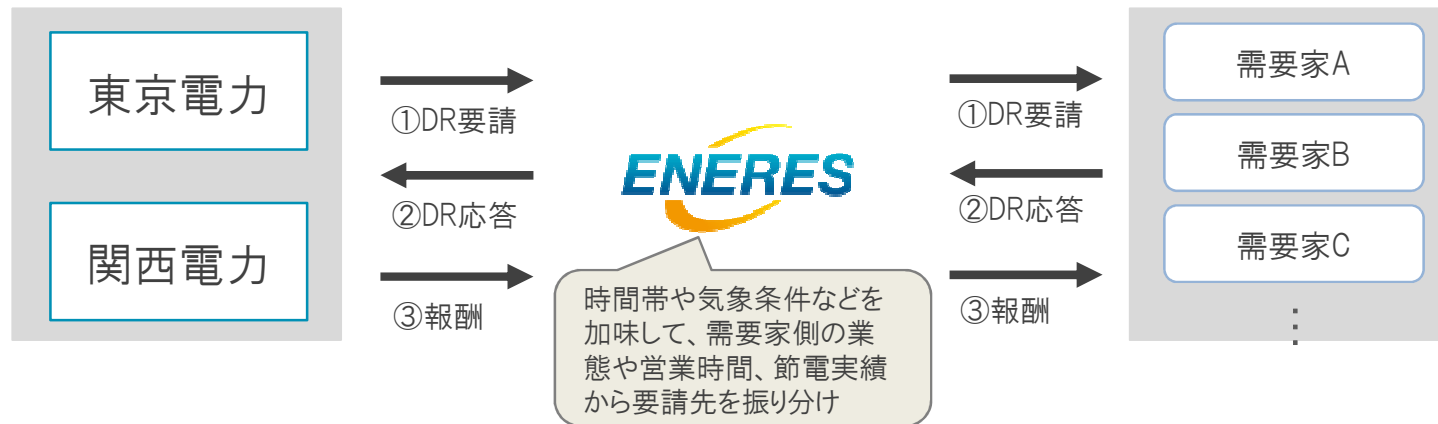 東京電力
関西電力
①DR要請
②DR応答
③報酬
ENERES
時間帯や気象条件などを
加味して、需要家側の業
態や営業時間、節電実績
から要請先を振り分け
①DR要請
②DR応答
③報酬
需要家A
需要家B
需要家C
⋮